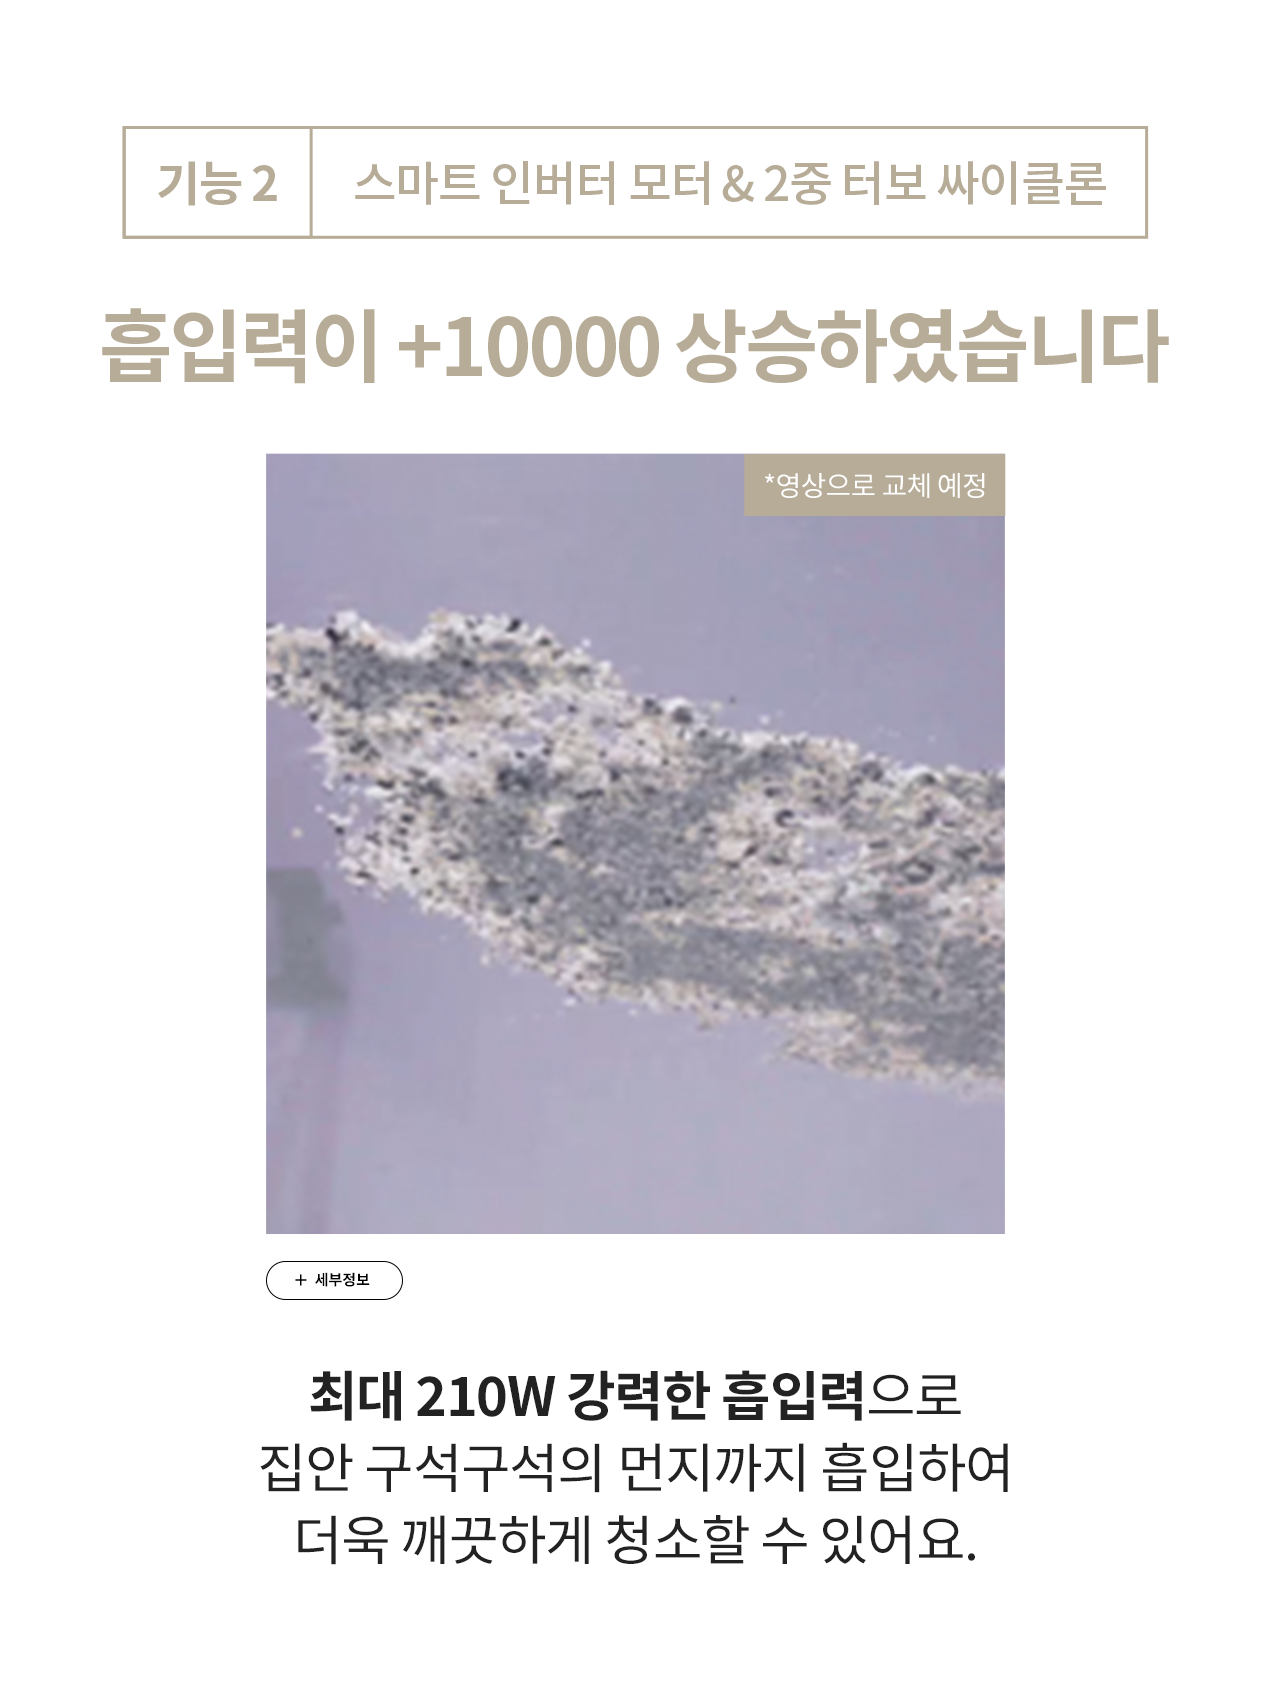 기능 2
스마트 인버터 모터 & 2중 터보 싸이클론
흡입력이 +10000 상승하였습니다
*영상으로 교체 예정
+ 세부정보
최대 210W 강력한 흡입력으로
집안 구석구석의 먼지까지 흡입하여
더욱 깨끗하게 청소할 수 있어요.